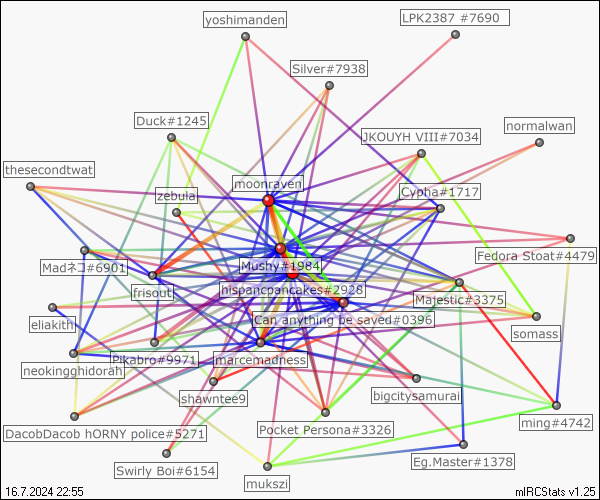 yoshimanden
LPK2387 #7690
Silver#7938
Duck#1245
JKOUYH VIII#7034
normalwan
thesecondtwat
moonraven
zebula
Cypha#1717
Fedora Stoat#4479
Madネコ#6901
Mushy#1984
frisout
hispanicpancakes#2928
Majestic#3375
eliakith
Can anything be saved#0396
somass
Pikabro#9971
marcemadness
neokingghidorah
shawntee9
bigcitysamurai
DacobDacob hORNY police#5271
Pocket Persona#3326
ming#4742
Swirly Boi#6154
Eg.Master#1378
mukszi
16.7.2024 22:55
mIRCStats v1.25